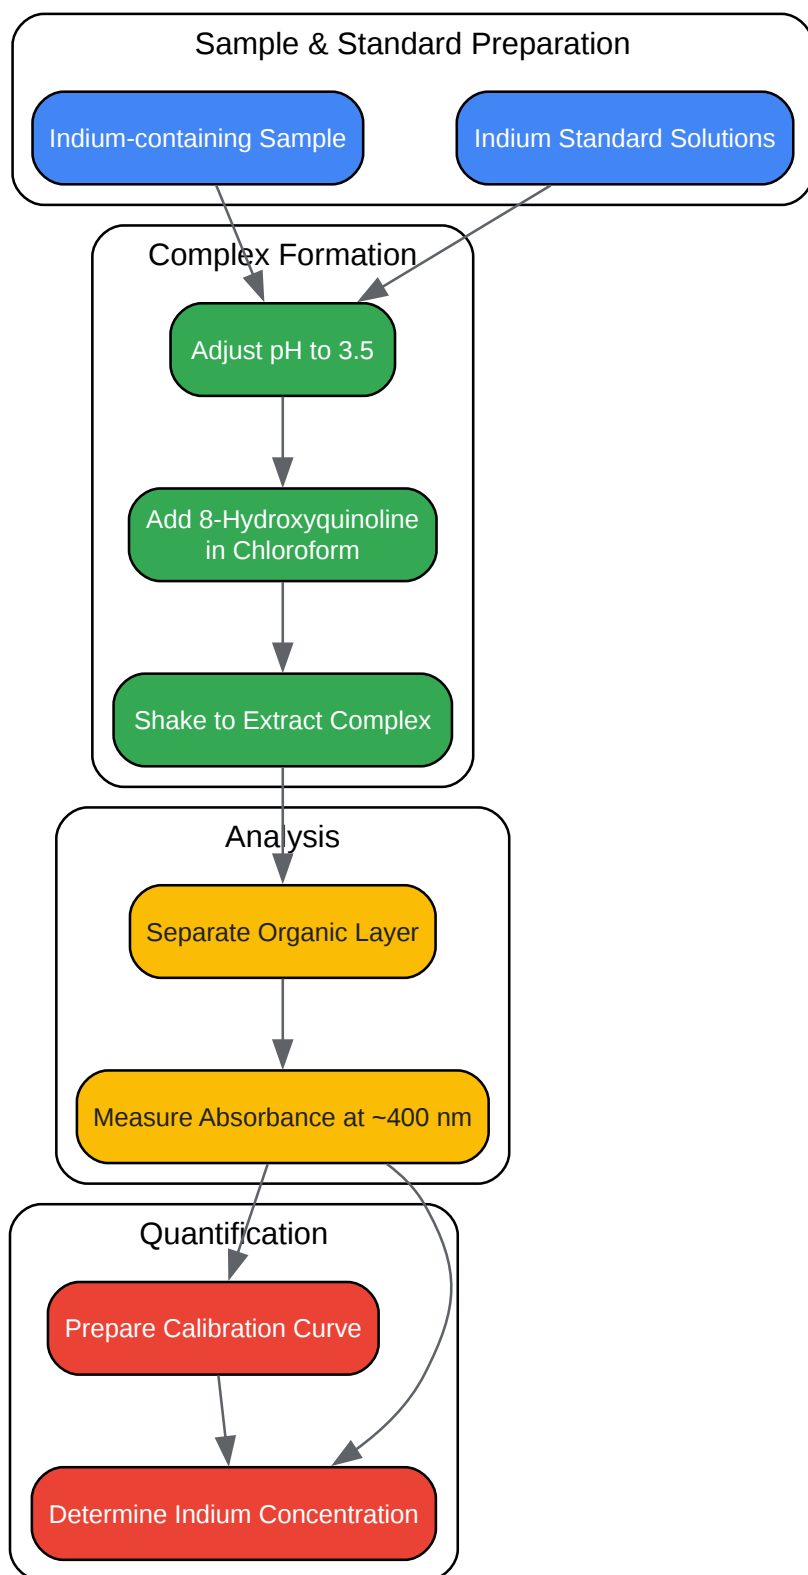 Sample & Standard Preparation
Indium-containing Sample
Indium Standard Solutions
Complex Formation
Adjust pH to 3.5
Add 8-Hydroxyquinoline
in Chloroform
Shake to Extract Complex
Analysis
Separate Organic Layer
Measure Absorbance at ~400 nm
Quantification
Prepare Calibration Curve
Determine Indium Concentration